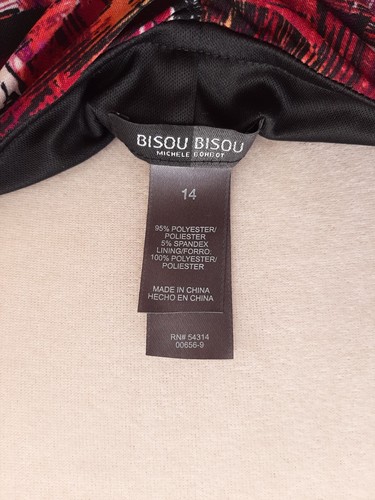 BISOU BISOU
MICHELE BOHBOT
14
95% POLYESTER/
POLIESTER
5% SPANDEX
LINING/FORRO:
100% POLYESTER/
POLIESTER
MADE IN CHINA
HECHO EN CHINA
RN# 54314
00656-9